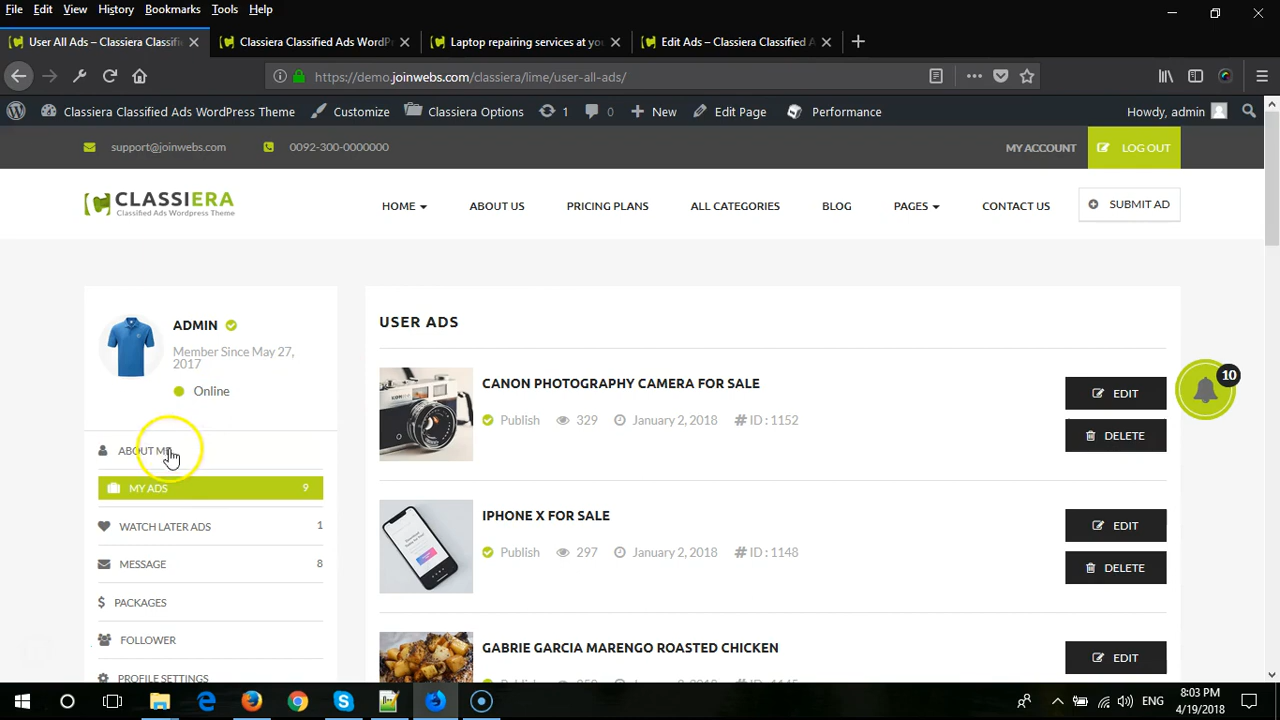 File Edit View History Bookmarks Tools Help
User All Ads – Classiera Classifi
Classiera Classified Ads WordPr
Laptop repairing services at you
Edit Ads – Classiera Classified A
https://demo.joinwebs.com/classiera/lime/user-all-ads/
Classiera Classified Ads WordPress Theme Customize Classiera Options 1 0 New Edit Page Performance Howdy, admin
support@joinwebs.com 0092-300-0000000 MY ACCOUNT LOG OUT
CLASSIERA
Classified Ads Wordpress Theme
HOME ABOUT US PRICING PLANS ALL CATEGORIES BLOG PAGES CONTACT US SUBMIT AD
ADMIN
Member Since May 27,
2017
Online
ABOUT ME
MY ADS 9
WATCH LATER ADS 1
MESSAGE 8
PACKAGES
FOLLOWER
PROFILE SETTINGS
USER ADS
CANON PHOTOGRAPHY CAMERA FOR SALE
Publish 329 January 2, 2018 # ID : 1152
EDIT
DELETE
10
IPHONE X FOR SALE
Publish 297 January 2, 2018 # ID : 1148
EDIT
DELETE
GABRIE GARCIA MARENGO ROASTED CHICKEN
EDIT
ENG
8:03 PM
4/19/2018